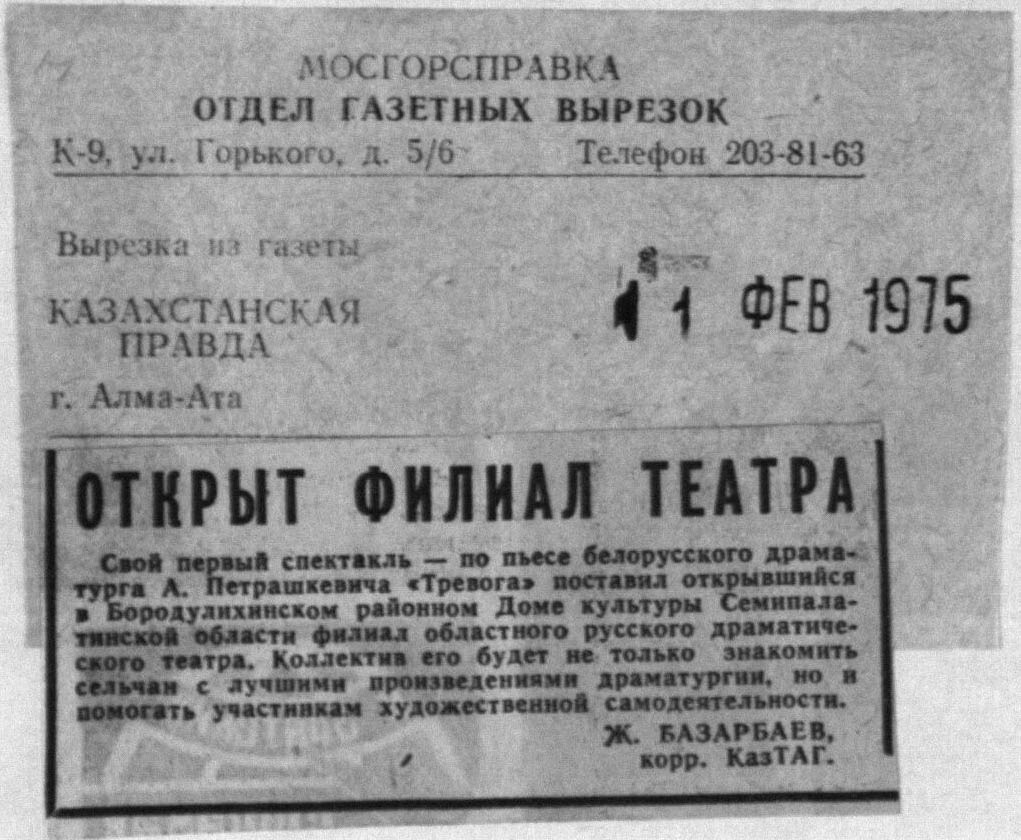 МОСГОРСПРАВКА
ОТДЕЛ ГАЗЕТНЫХ ВЫРЕЗОК
К-9, ул. Горького, д. 5/6 Телефон 203-81-63
Вырезка из газеты
КАЗАХСТАНСКАЯ
ПРАВДА
г. Алма-Ата
1 ФЕВ 1975
ОТКРЫТ ФИЛИАЛ ТЕАТРА
Свой первый спектакль — по пьесе белорусского драма-
турга А. Петрашкевича «Тревога» поставил открывшийся
в Бородулихинском районном Доме культуры Семипала-
тинской области филиал областного русского драматиче-
ского театра. Коллектив его будет не только знакомить
сельчан с лучшими произведениями драматургии, но и
помогать участникам художественной самодеятельности.
Ж. БАЗАРБАЕВ,
корр. КазТАГ.